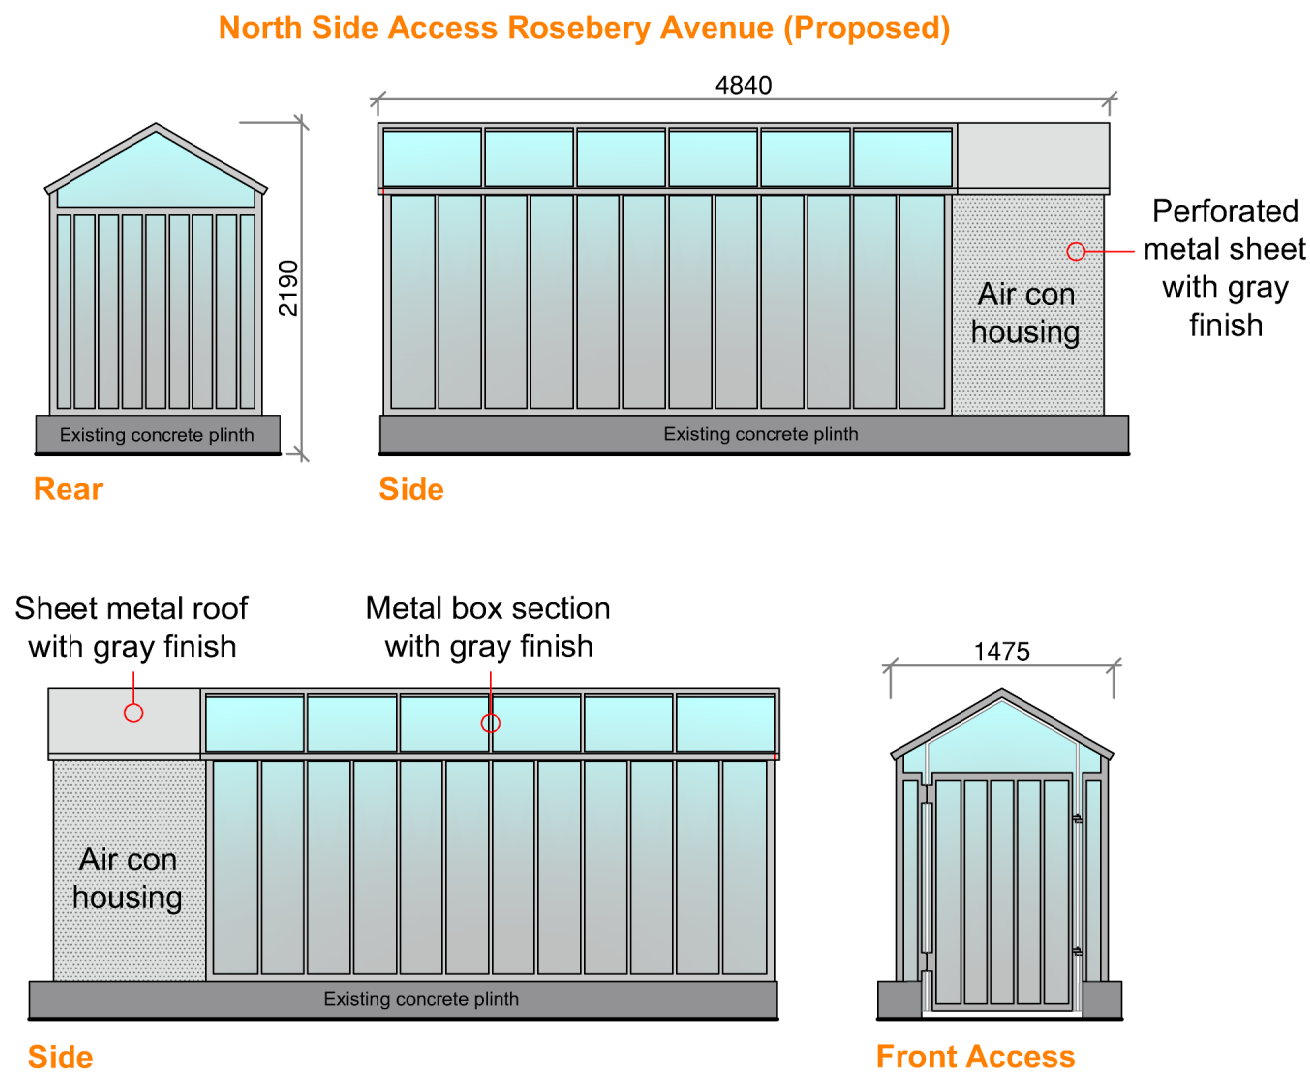 North Side Access Rosebery Avenue (Proposed)
4840
2190
Perforated
metal sheet
with gray
finish
Air con
housing
Existing concrete plinth
Existing concrete plinth
Rear
Side
Sheet metal roof
with gray finish
Metal box section
with gray finish
1475
Air con
housing
Existing concrete plinth
Side
Front Access